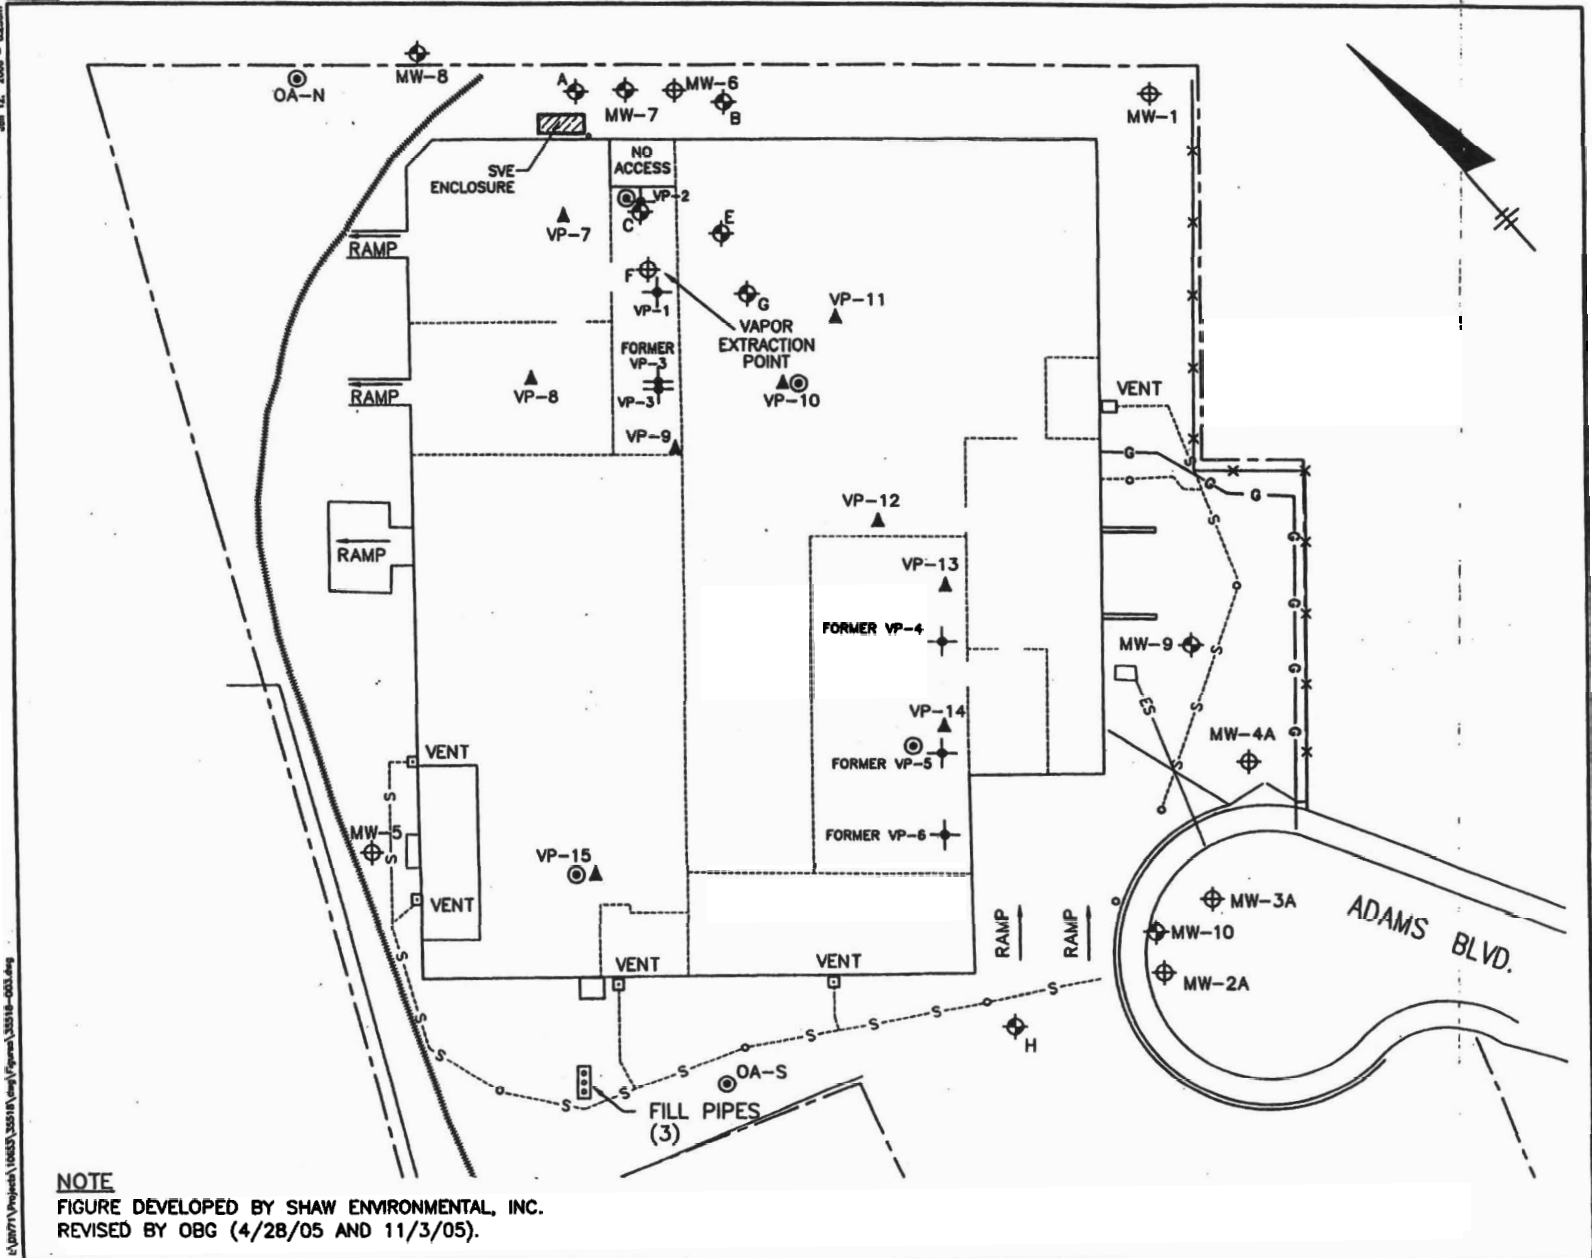 MW-8
OA-N
A
MW-7
MW-6
B
MW-1
SVE
ENCLOSURE
NO
ACCESS
VP-2
C
E
VP-7
RAMP
F
VP-1
G
VAPOR
EXTRACTION
POINT
VP-11
FORMER
VP-3
VP-3
VP-8
RAMP
VP-10
VP-9
VENT
G
S
G
G
S
VP-12
RAMP
VP-13
G
FORMER VP-4
G
MW-9
S
G
ES
S
VP-14
G
MW-4A
FORMER VP-5
S
VENT
S
MW-5
S
FORMER VP-6
VP-15
VENT
MW-3A
MW-10
MW-2A
ADAMS BLVD.
RAMP
RAMP
S
VENT
VENT
S
S
S
S
S
S
S
S
S
H
OA-S
FILL PIPES
(3)
NOTE
FIGURE DEVELOPED BY SHAW ENVIRONMENTAL, INC.
REVISED BY OBG (4/28/05 AND 11/3/05).